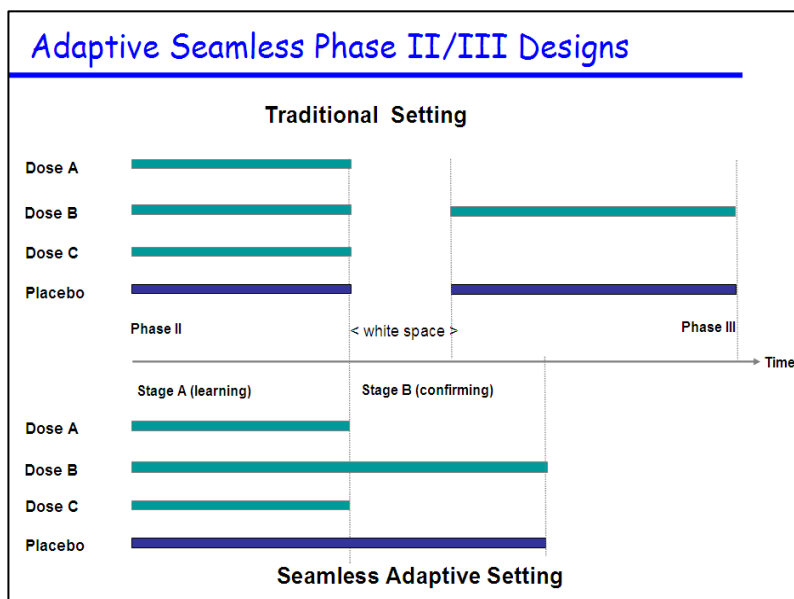 Adaptive Seamless Phase II/III Designs
Traditional Setting
Dose A
Dose B
Dose C
Placebo
Phase II
< white space >
Phase III
Time
Stage A (learning)
Stage B (confirming)
Dose A
Dose B
Dose C
Placebo
Seamless Adaptive Setting